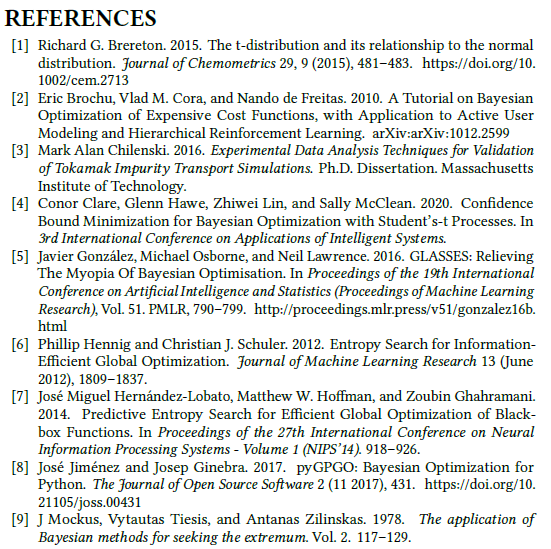 REFERENCES
[1] Richard G. Brereton. 2015. The t-distribution and its relationship to the normal
distribution. Journal of Chemometrics 29, 9 (2015), 481–483. https://doi.org/10.
1002/cem.2713
[2] Eric Brochu, Vlad M. Cora, and Nando de Freitas. 2010. A Tutorial on Bayesian
Optimization of Expensive Cost Functions, with Application to Active User
Modeling and Hierarchical Reinforcement Learning. arXiv:arXiv:1012.2599
[3] Mark Alan Chilenski. 2016. Experimental Data Analysis Techniques for Validation
of Tokamak Impurity Transport Simulations. Ph.D. Dissertation. Massachusetts
Institute of Technology.
[4] Conor Clare, Glenn Hawe, Zhiwei Lin, and Sally McClean. 2020. Confidence
Bound Minimization for Bayesian Optimization with Student's-t Processes. In
3rd International Conference on Applications of Intelligent Systems.
[5] Javier González, Michael Osborne, and Neil Lawrence. 2016. GLASSES: Relieving
The Myopia Of Bayesian Optimisation. In Proceedings of the 19th International
Conference on Artificial Intelligence and Statistics (Proceedings of Machine Learning
Research), Vol. 51. PMLR, 790–799. http://proceedings.mlr.press/v51/gonzalez16b.
html
[6] Phillip Hennig and Christian J. Schuler. 2012. Entropy Search for Information-
Efficient Global Optimization. Journal of Machine Learning Research 13 (June
2012), 1809–1837.
[7] José Miguel Hernández-Lobato, Matthew W. Hoffman, and Zoubin Ghahramani.
2014. Predictive Entropy Search for Efficient Global Optimization of Black-
box Functions. In Proceedings of the 27th International Conference on Neural
Information Processing Systems - Volume 1 (NIPS'14). 918–926.
[8] José Jiménez and Josep Ginebra. 2017. pyGPGO: Bayesian Optimization for
Python. The Journal of Open Source Software 2 (11 2017), 431. https://doi.org/10.
21105/joss.00431
[9] J Mockus, Vytautas Tiesis, and Antanas Zilinskas. 1978. The application of
Bayesian methods for seeking the extremum. Vol. 2. 117–129.